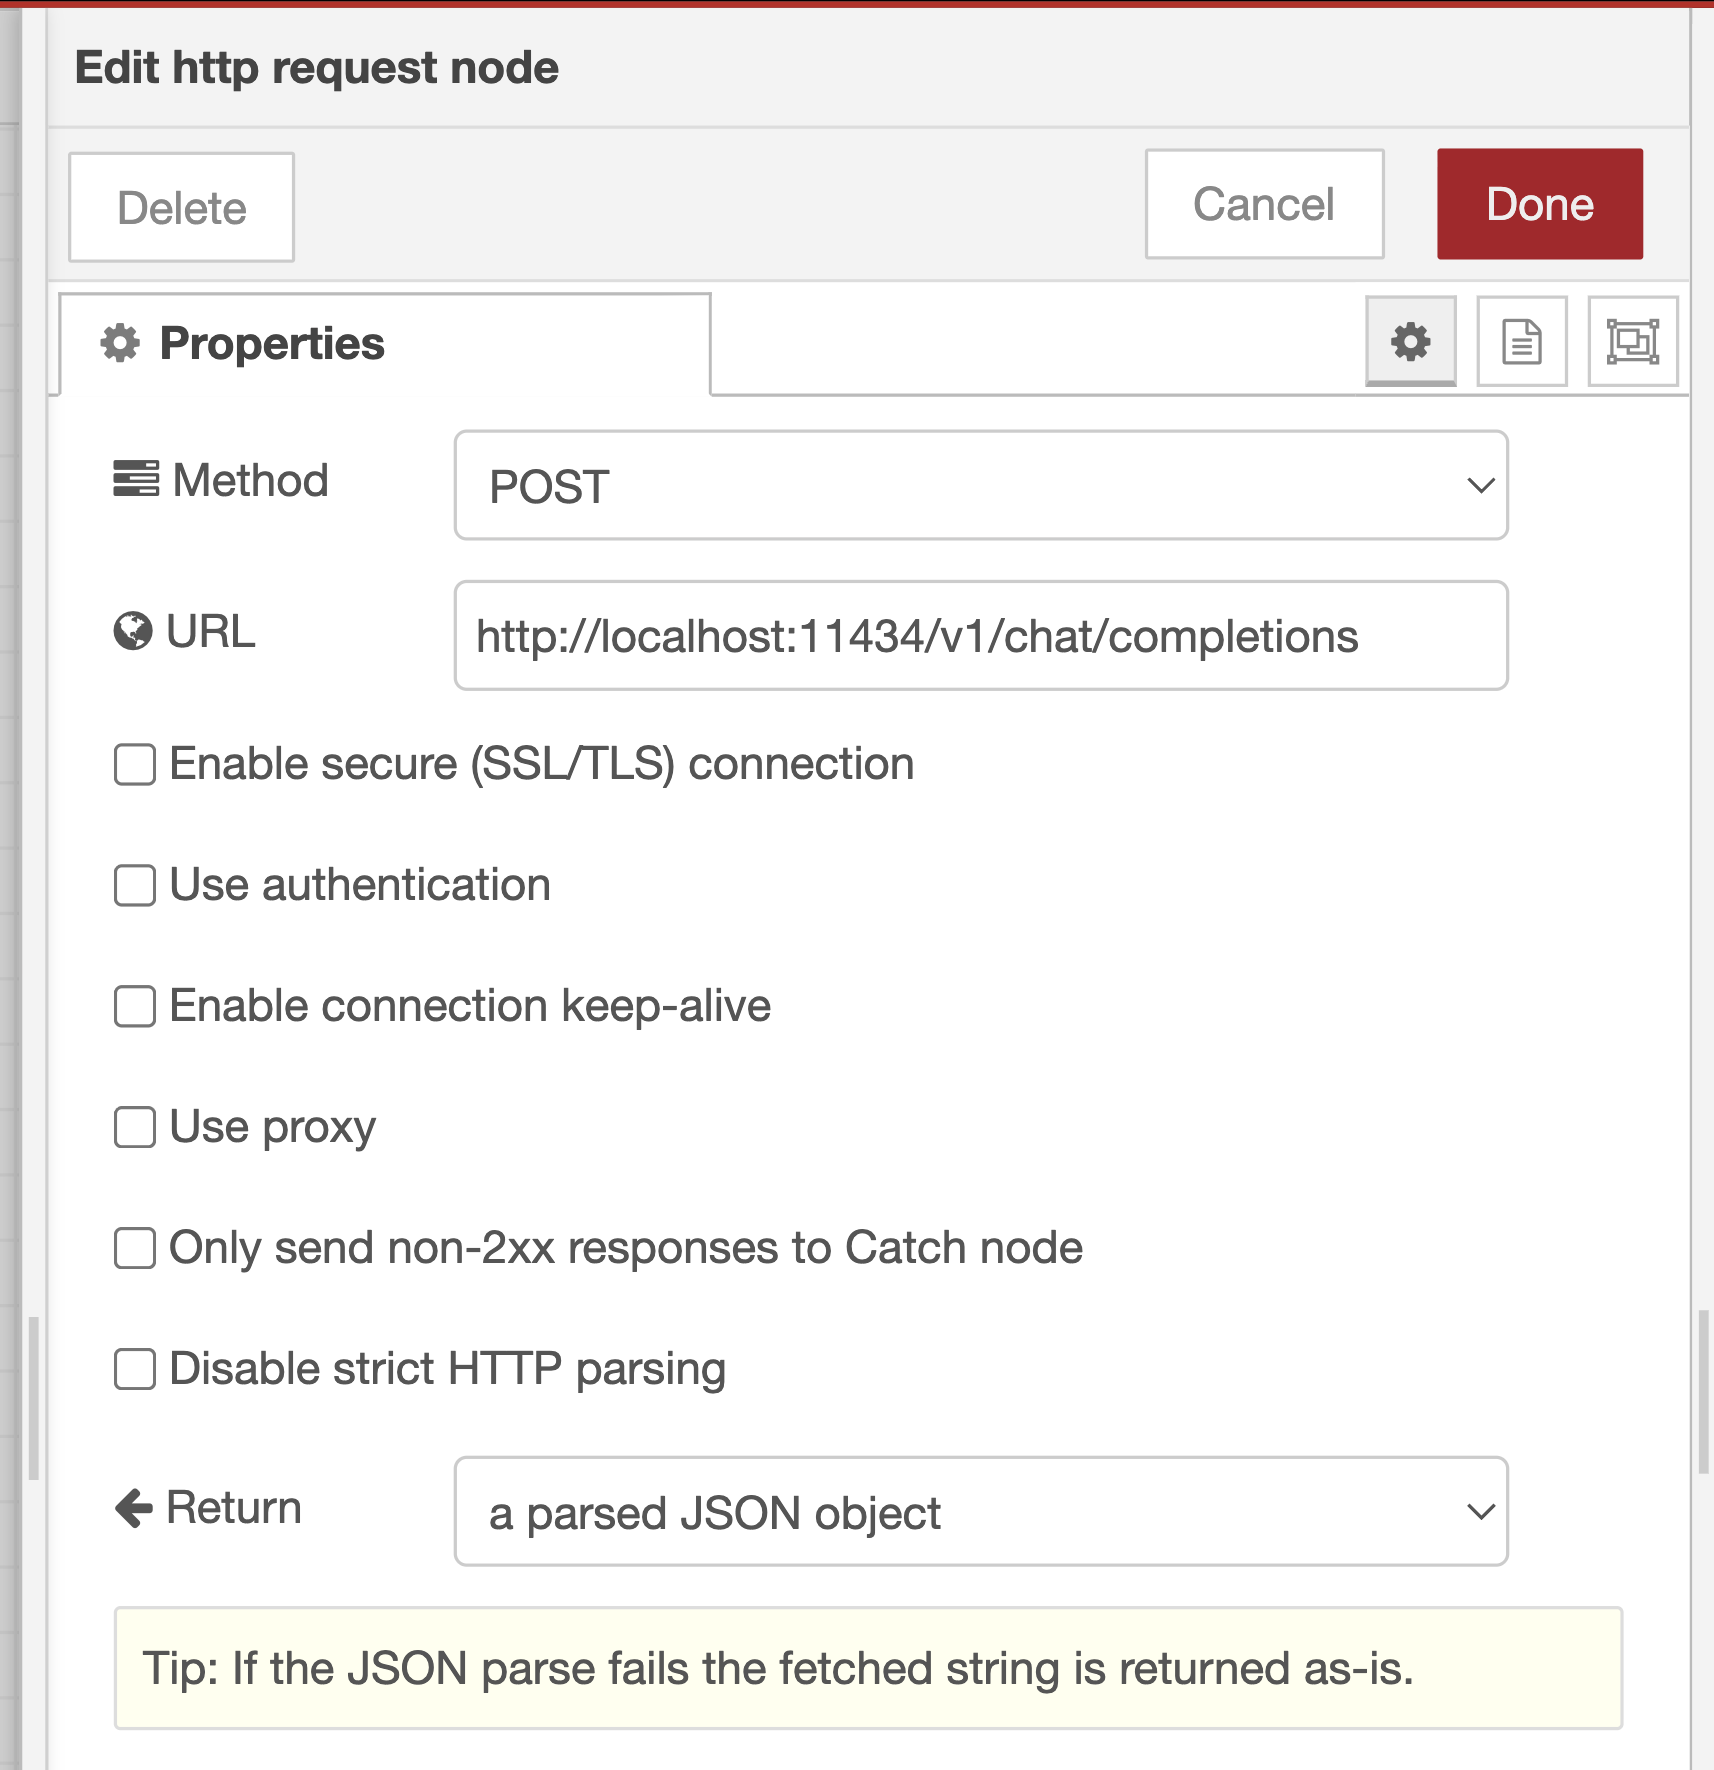 Edit http request node
Delete
Cancel
Done
Properties
Method
POST
URL
http://localhost:11434/v1/chat/completions
Enable secure (SSL/TLS) connection
Use authentication
Enable connection keep-alive
Use proxy
Only send non-2xx responses to Catch node
Disable strict HTTP parsing
Return
a parsed JSON object
Tip: If the JSON parse fails the fetched string is returned as-is.